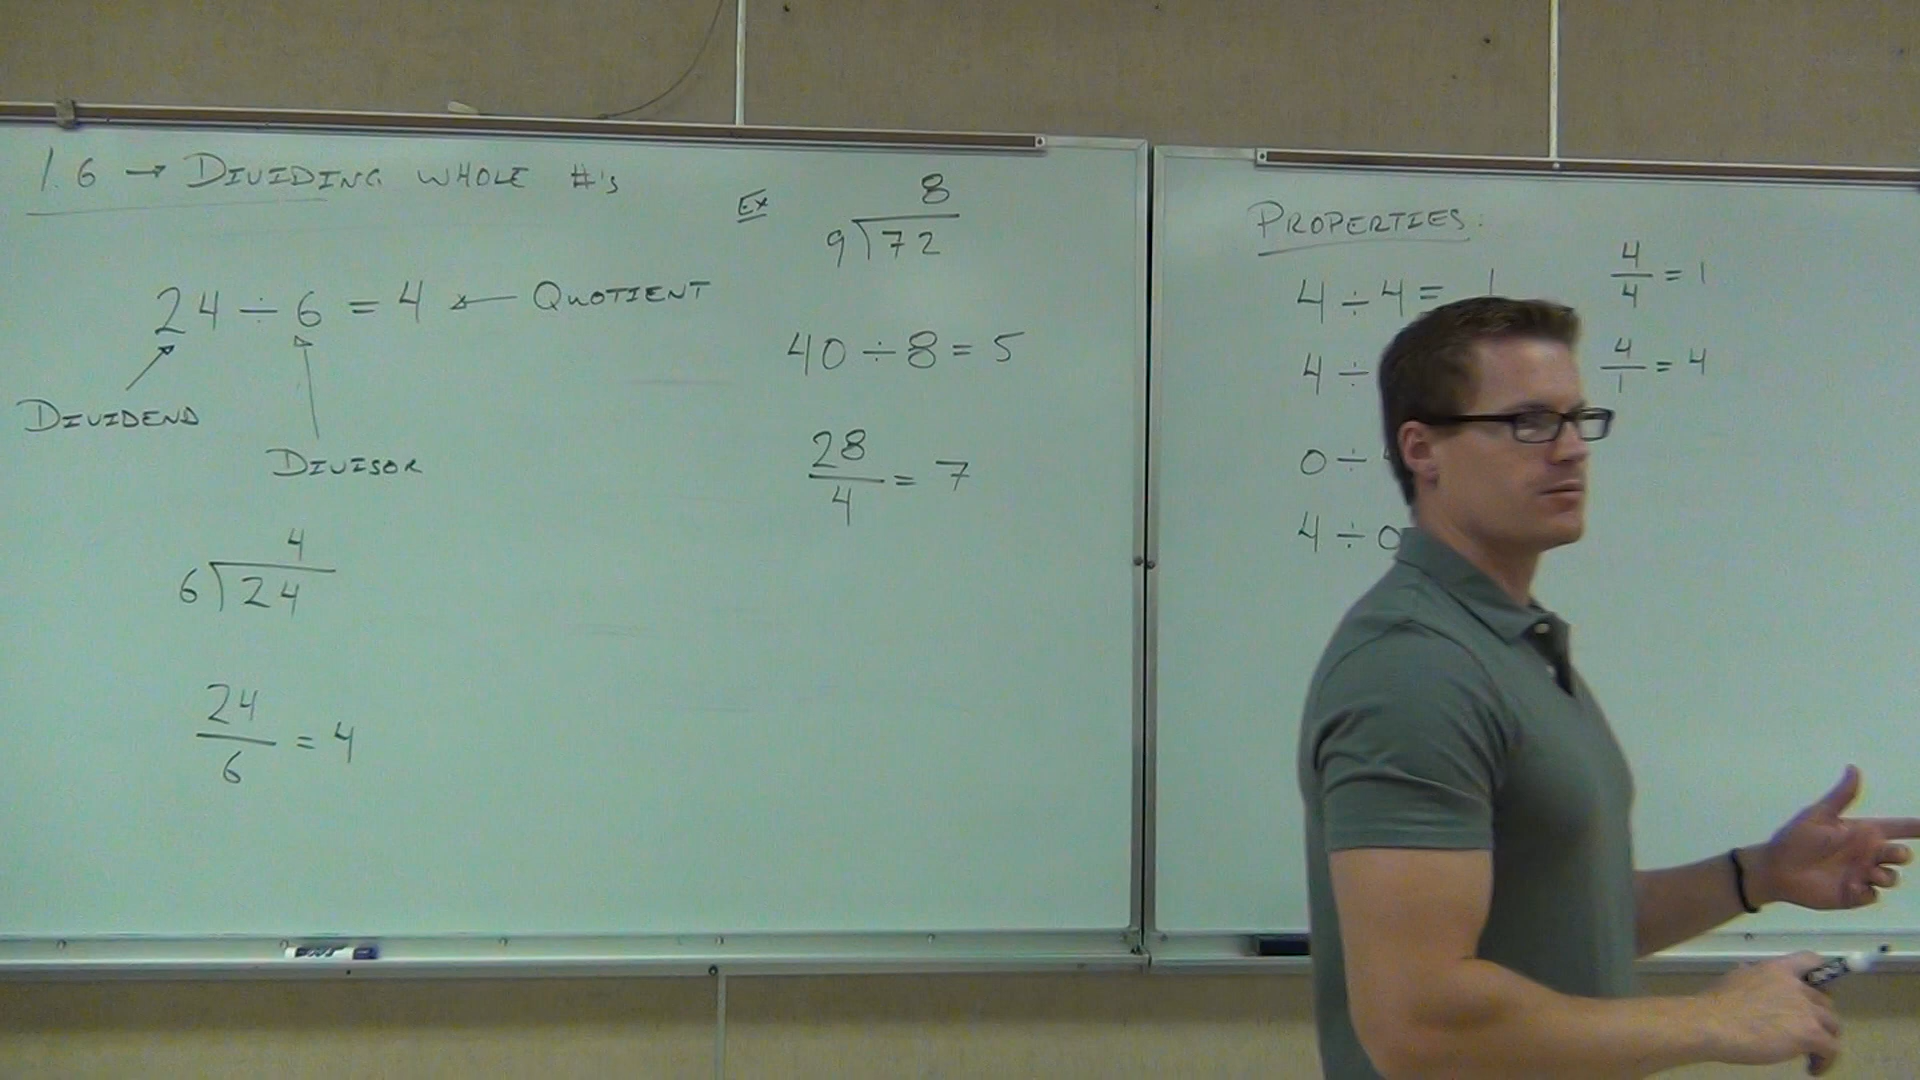 1.6 → DIVIDING WHOLE #'s
24 ÷ 6 = 4 ← QUOTIENT
DIVIDEND
DIVISOR
4
6 24
24
6 = 4
Ex
8
9 72
40 ÷ 8 = 5
28
4 = 7
PROPERTIES:
4 ÷ 4 = 1
4 ÷
0 ÷
4 ÷ 0
4
4 = 1
4
1 = 4